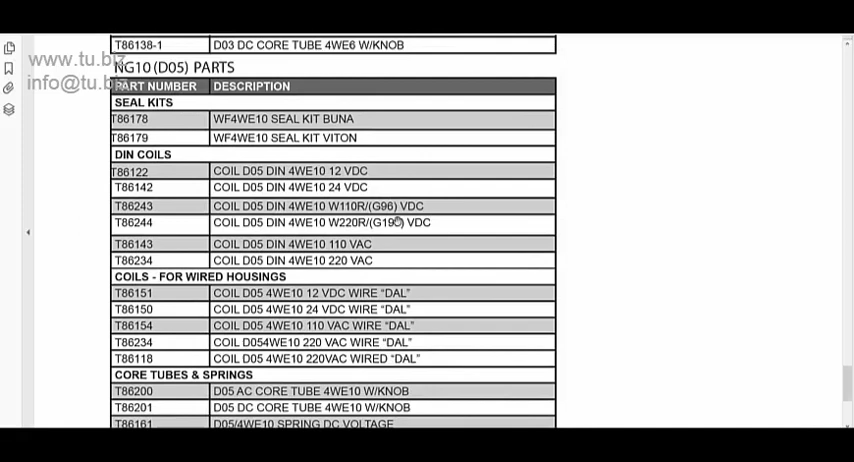 T86138-1 D03 DC CORE TUBE 4WE6 W/KNOB
www.tu.biz
NG10 (D05) PARTS
info@tu.biz
PART NUMBER DESCRIPTION
SEAL KITS
T86178 WF4WE10 SEAL KIT BUNA
T86179 WF4WE10 SEAL KIT VITON
DIN COILS
T86122 COIL D05 DIN 4WE10 12 VDC
T86142 COIL D05 DIN 4WE10 24 VDC
T86243 COIL D05 DIN 4WE10 W110R/(G96) VDC
T86244 COIL D05 DIN 4WE10 VDC
T86143 COIL D05 DIN 4WE10 110 VAC
T86234 COIL D05 DIN 4WE10 220 VAC
COILS - FOR WIRED HOUSINGS
T86151 COIL D05 4WE10 12 VDC WIRE “DAL”
T86150 COIL D05 4WE10 24 VDC WIRE “DAL”
T86154 COIL D05 4WE10 110 VAC WIRE “DAL”
T86234 COIL D054WE10 220 VAC WIRE “DAL”
T86118 COIL D05 4WE10 220VAC WIRED “DAL”
CORE TUBES & SPRINGS
T86200 D05 AC CORE TUBE 4WE10 W/KNOB
T86201 D05 DC CORE TUBE 4WE10 W/KNOB
T86161 D05/4WE10 SPRING DC VOLTAGE